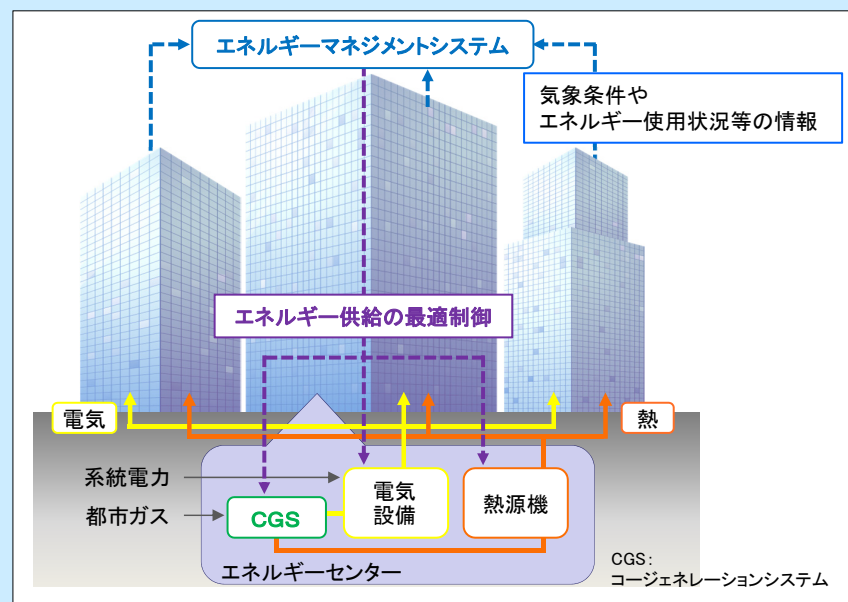 エネルギーマネジメントシステム
気象条件や
エネルギー使用状況等の情報
エネルギー供給の最適制御
電気
熱
系統電力
都市ガス
CGS
電気
設備
熱源機
エネルギーセンター
CGS：
コージェネレーションシステム